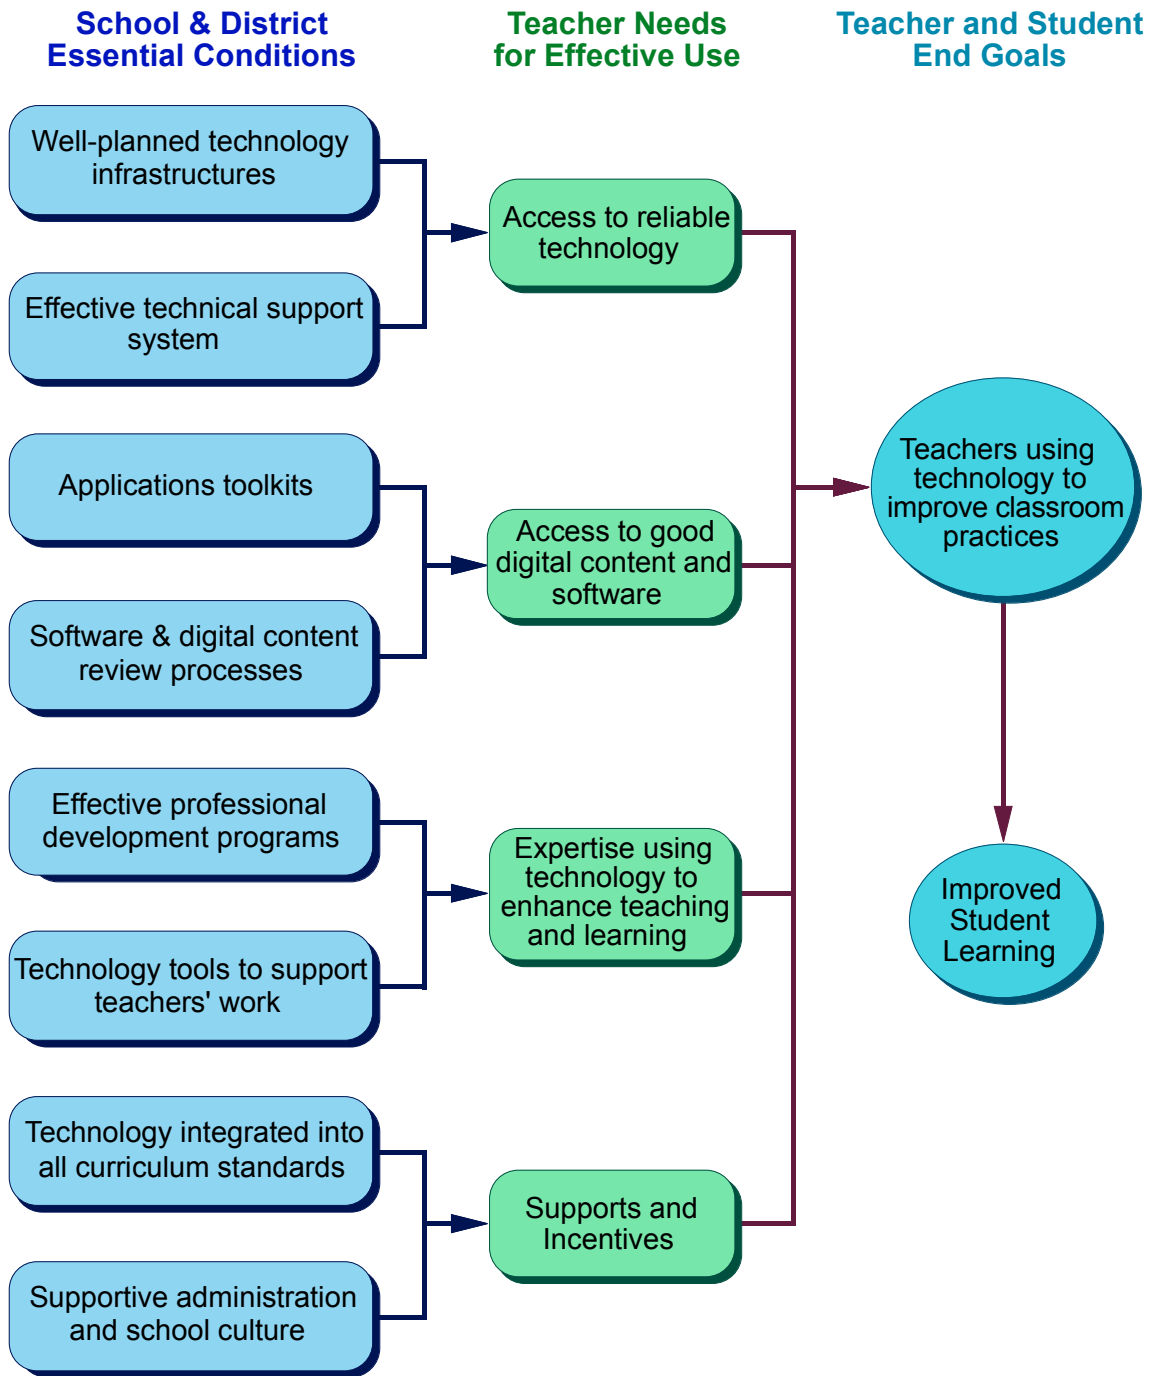 School & District
Essential Conditions
Teacher Needs
for Effective Use
Teacher and Student
End Goals
Well-planned technology
infrastructures
Effective technical support
system
Applications toolkits
Software & digital content
review processes
Effective professional
development programs
Technology tools to support
teachers' work
Technology integrated into
all curriculum standards
Supportive administration
and school culture
Access to reliable
technology
Access to good
digital content and
software
Expertise using
technology to
enhance teaching
and learning
Supports and
Incentives
Teachers using
technology to
improve classroom
practices
Improved
Student
Learning